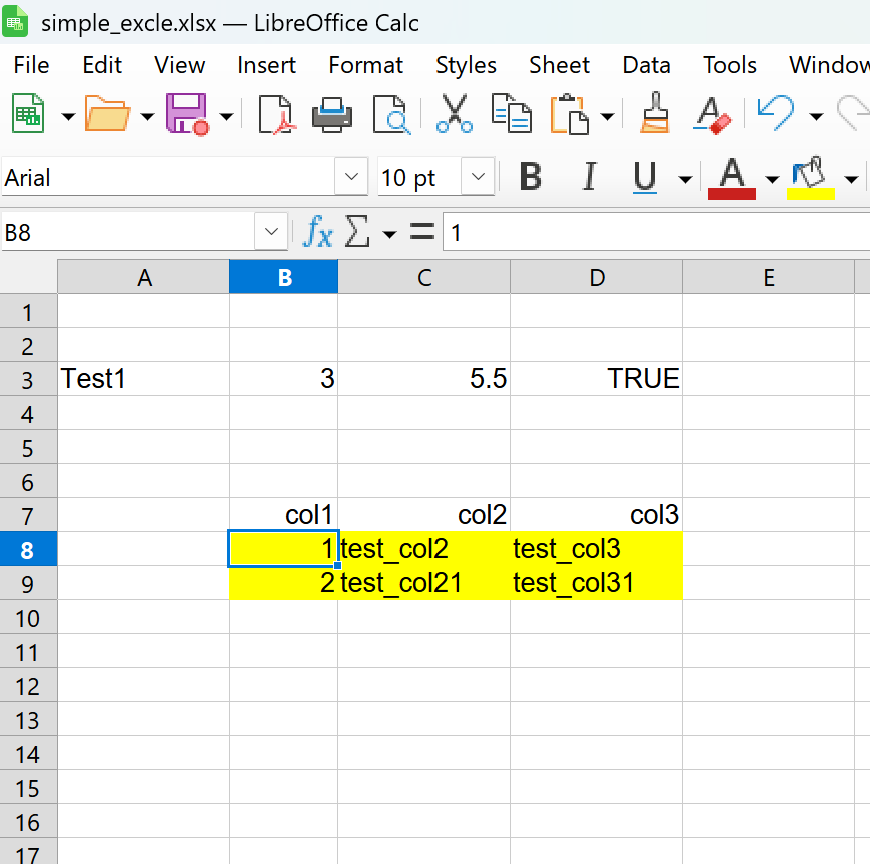 simple_excle.xlsx — LibreOffice Calc
File Edit View Insert Format Styles Sheet Data Tools Window
Arial 10 pt B I U A
B8 fx Σ = 1
A B C D E
1
2
3 Test1 3 5.5 TRUE
4
5
6
7 col1 col2 col3
8 1 test_col2 test_col3
9 2 test_col21 test_col31
10
11
12
13
14
15
16
17